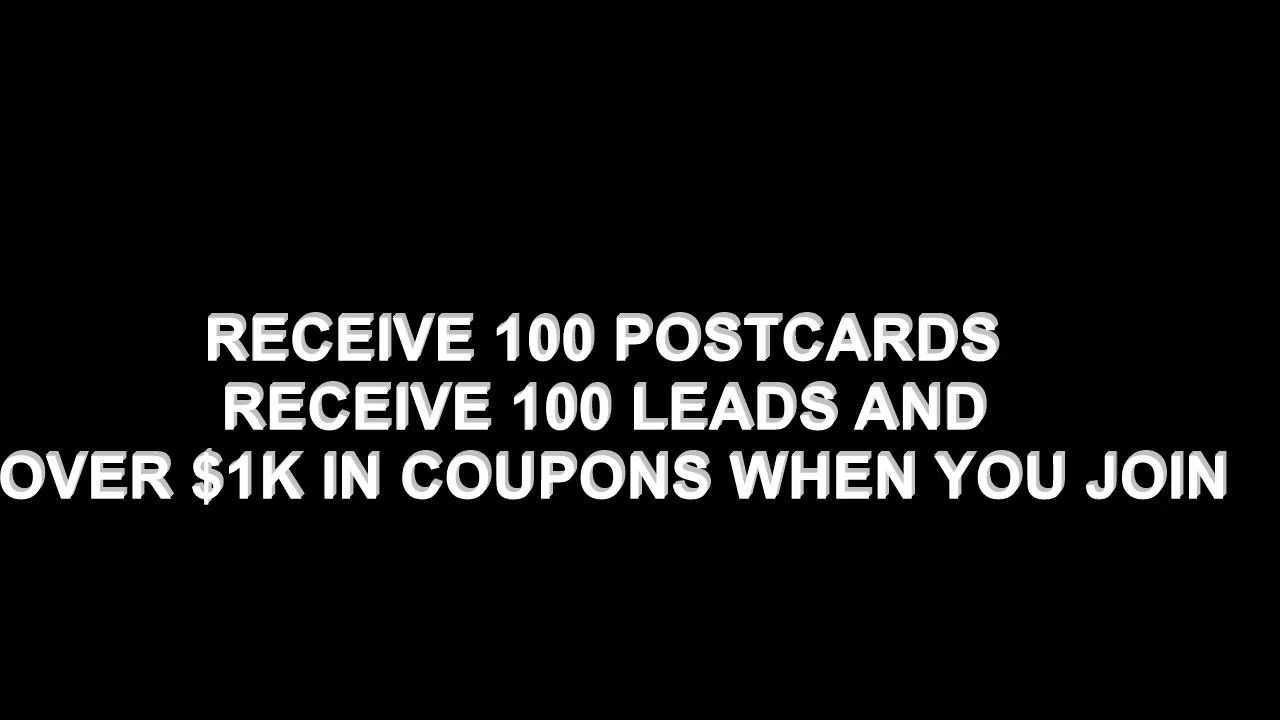 RECEIVE 100 POSTCARDS
RECEIVE 100 LEADS AND
OVER $1K IN COUPONS WHEN YOU JOIN